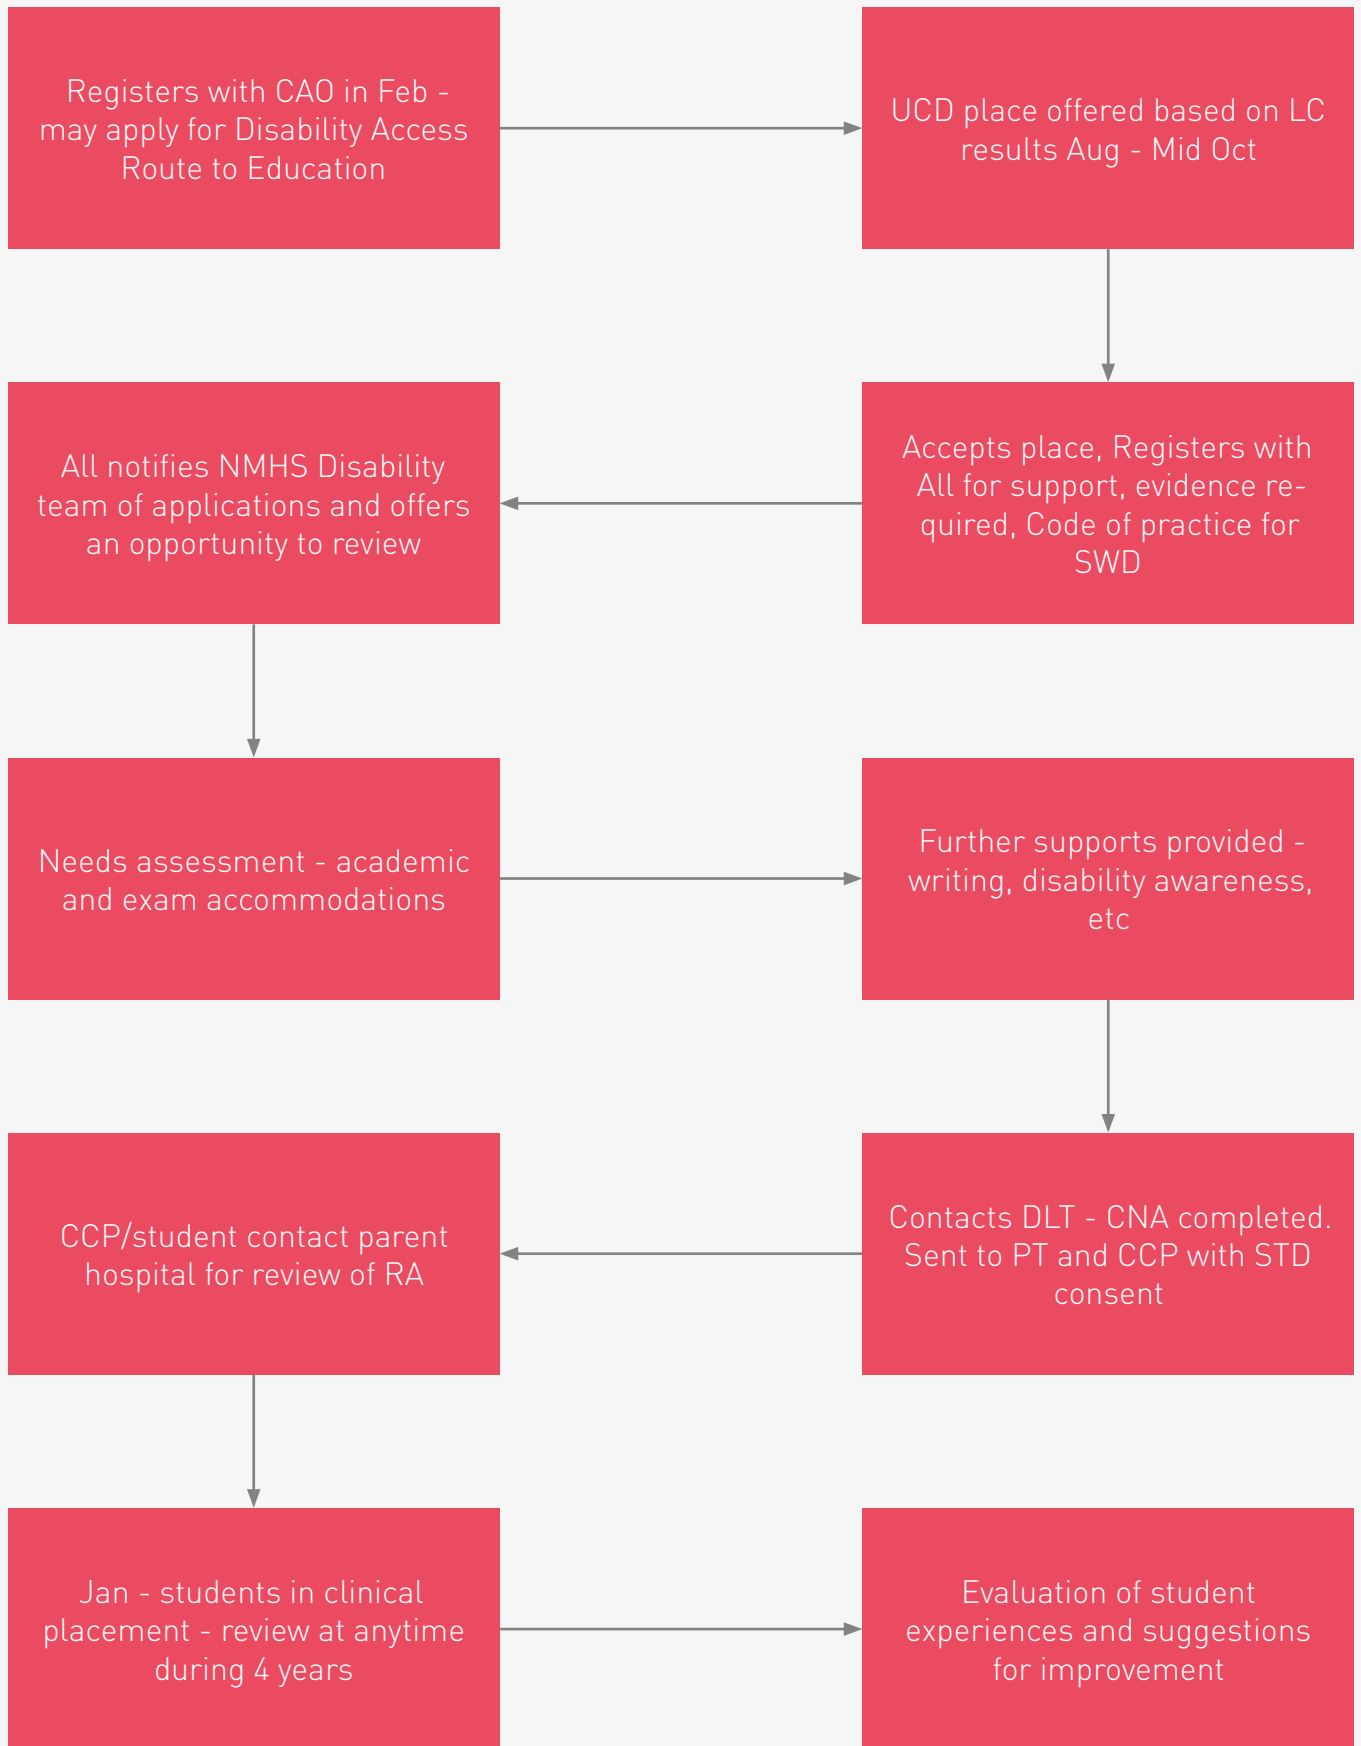 Registers with CAO in Feb -
may apply for Disability Access
Route to Education
UCD place offered based on LC
results Aug - Mid Oct
Accepts place, Registers with
All for support, evidence re-
quired, Code of practice for
SWD
All notifies NMHS Disability
team of applications and offers
an opportunity to review
Needs assessment - academic
and exam accommodations
Further supports provided -
writing, disability awareness,
etc
Contacts DLT - CNA completed.
Sent to PT and CCP with STD
consent
CCP/student contact parent
hospital for review of RA
Jan - students in clinical
placement - review at anytime
during 4 years
Evaluation of student
experiences and suggestions
for improvement